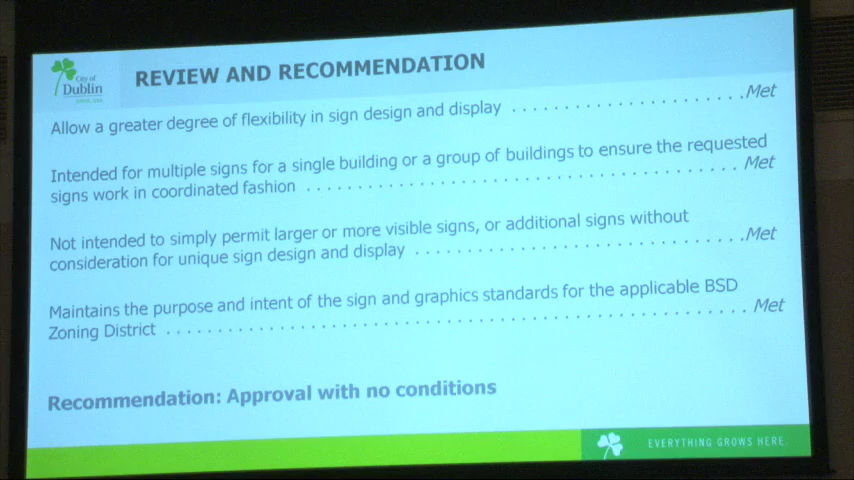 City of
Dublin
REVIEW AND RECOMMENDATION
Allow a greater degree of flexibility in sign design and display . . . . . . . . . . . . . . . . . . . . . . .Met
Intended for multiple signs for a single building or a group of buildings to ensure the requested
signs work in coordinated fashion . . . . . . . . . . . . . . . . . . . . . . . . . . . . . . . . . . . . . . . . . . Met
Not intended to simply permit larger or more visible signs, or additional signs without
consideration for unique sign design and display . . . . . . . . . . . . . . . . . . . . . . . . . . . . . . . .Met
Maintains the purpose and intent of the sign and graphics standards for the applicable BSD
Zoning District . . . . . . . . . . . . . . . . . . . . . . . . . . . . . . . . . . . . . . . . . . . . . . . . . . . . . . . . . Met
Recommendation: Approval with no conditions
EVERYTHING GROWS HERE.